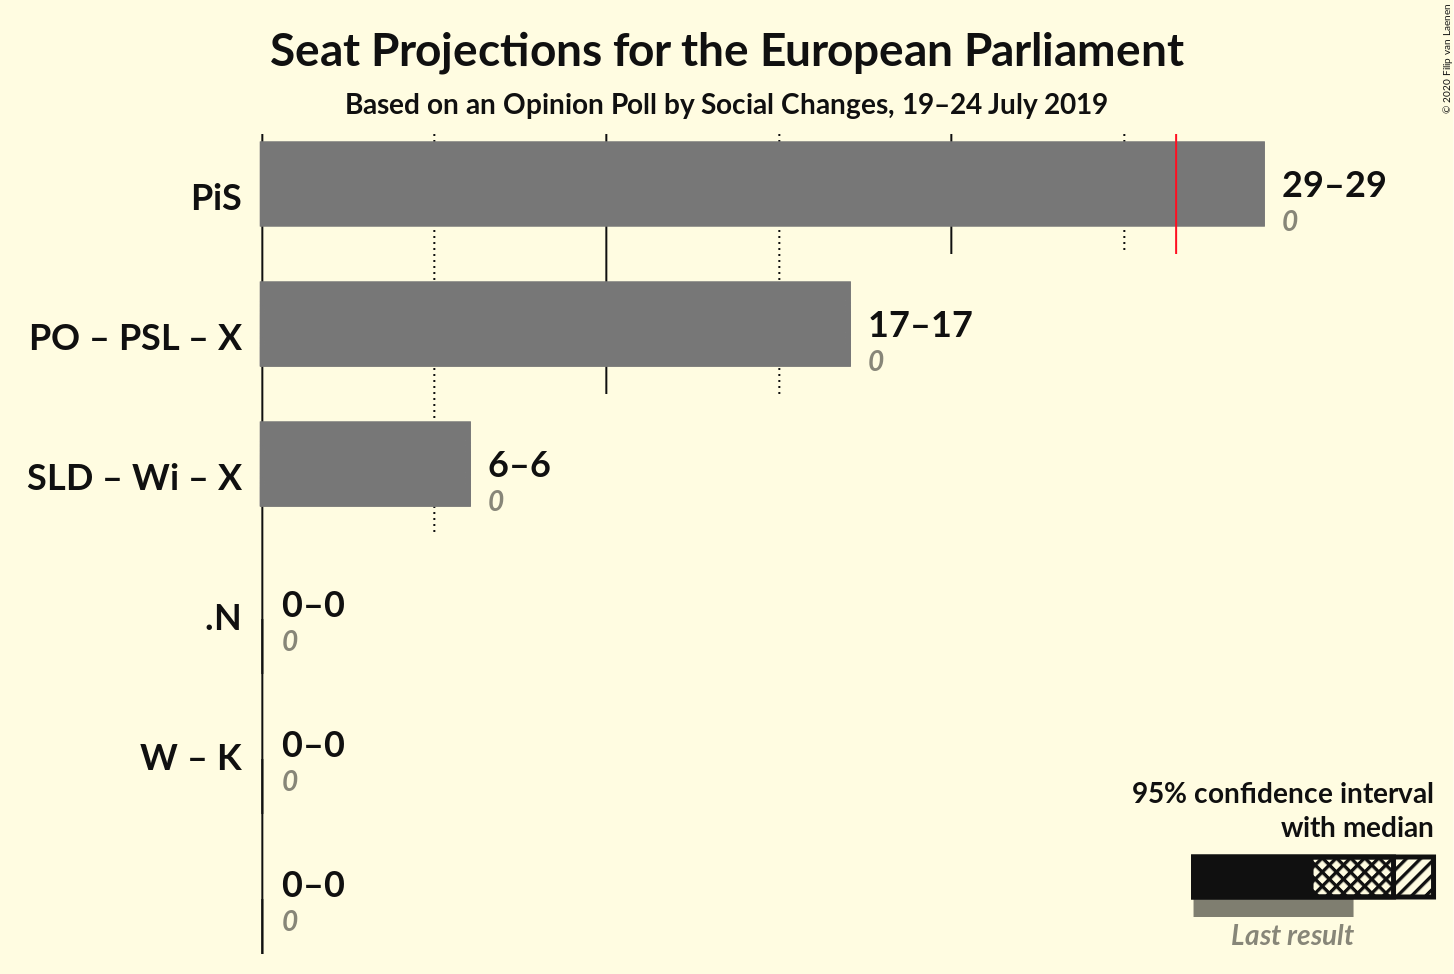 Seat Projections for the European Parliament
Based on an Opinion Poll by Social Changes, 19–24 July 2019
© 2020 Filip van Laenen
PiS
29–29
0
PO – PSL – X
17–17
0
SLD – Wi – X
6–6
0
.N
0–0
0
W – K
0–0
0
0–0
0
95% confidence interval
with median
Last result